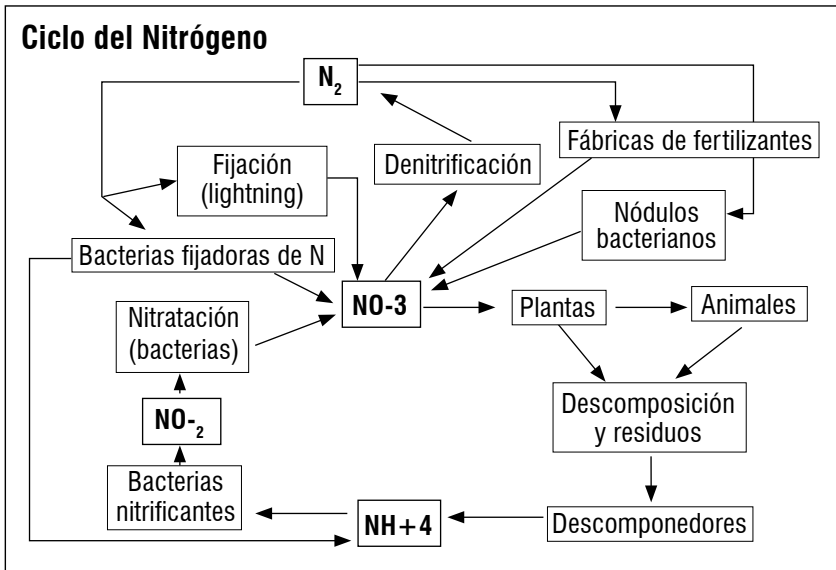 Ciclo del Nitrógeno
N₂
Fijación
(lightning)
Denitrificación
Fábricas de fertilizantes
Nódulos
bacterianos
Bacterias fijadoras de N
NO-3
Plantas
Animales
Nitratación
(bacterias)
NO-₂
Descomposición
y residuos
Bacterias
nitrificantes
NH+4
Descomponedores